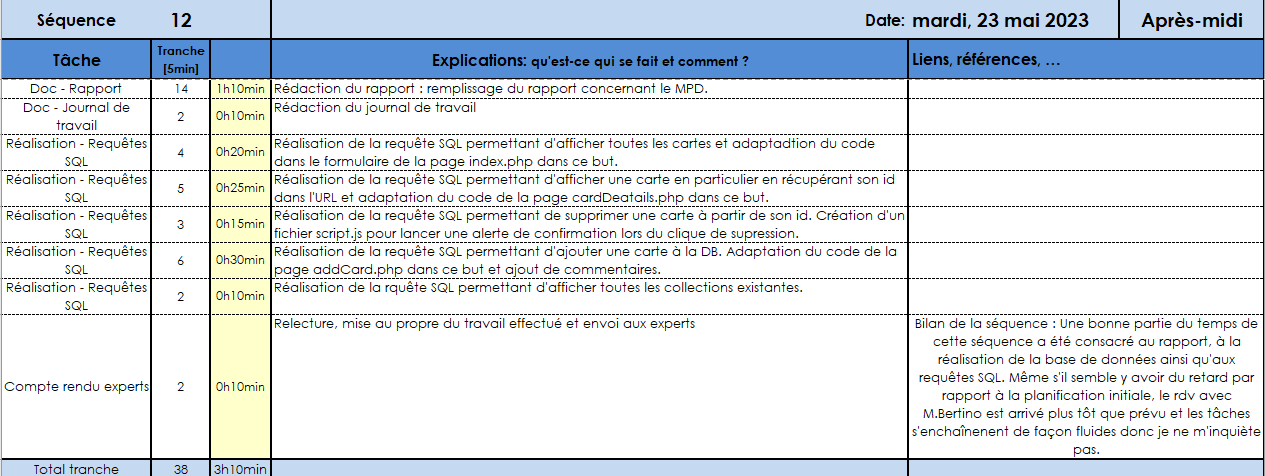 Séquence 12 Date: mardi, 23 mai 2023 Après-midi
Tâche Tranche [5min] Explications: qu'est-ce qui se fait et comment ? Liens, références, ...
Doc - Rapport 14 1h10min Rédaction du rapport : remplissage du rapport concernant le MPD.
Doc - Journal de
travail
2 0h10min Rédaction du journal de travail
Réalisation - Requêtes
SQL
4 0h20min
Réalisation de la requête SQL permettant d'afficher toutes les cartes et adaptadtion du code
dans le formulaire de la page index.php dans ce but.
Réalisation - Requêtes
SQL
5 0h25min
Réalisation de la requête SQL permettant d'afficher une carte en particulier en récupérant son id
dans l'URL et adaptation du code de la page cardDeatails.php dans ce but.
Réalisation - Requêtes
SQL
3 0h15min
Réalisation de la requête SQL permettant de supprimer une carte à partir de son id. Création d'un
fichier script.js pour lancer une alerte de confirmation lors du clique de supression.
Réalisation - Requêtes
SQL
6 0h30min
Réalisation de la requête SQL permettant d'ajouter une carte à la DB. Adaptation du code de la
page addCard.php dans ce but et ajout de commentaires.
Réalisation - Requêtes
SQL
2 0h10min
Réalisation de la rquête SQL permettant d'afficher toutes les collections existantes.
Compte rendu experts 2 0h10min
Relecture, mise au propre du travail effectué et envoi aux experts
Bilan de la séquence : Une bonne partie du temps de
cette séquence a été consacré au rapport, à la
réalisation de la base de données ainsi qu'aux
requêtes SQL. Même s'il semble y avoir du retard par
rapport à la planification initiale, le rdv avec
M.Bertino est arrivé plus tôt que prévu et les tâches
s'enchaînenent de façon fluides donc je ne m'inquiète
pas.
Total tranche 38 3h10min